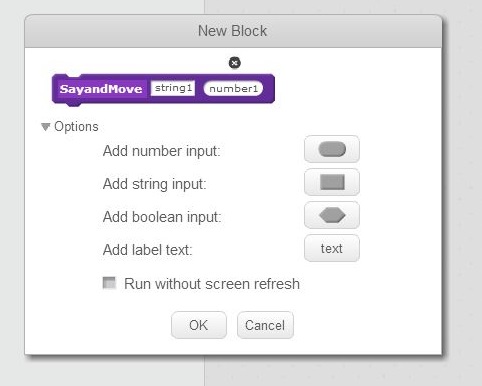 New Block
SayandMove string1 number1
Options
Add number input:
Add string input:
Add boolean input:
Add label text: text
Run without screen refresh
OK Cancel